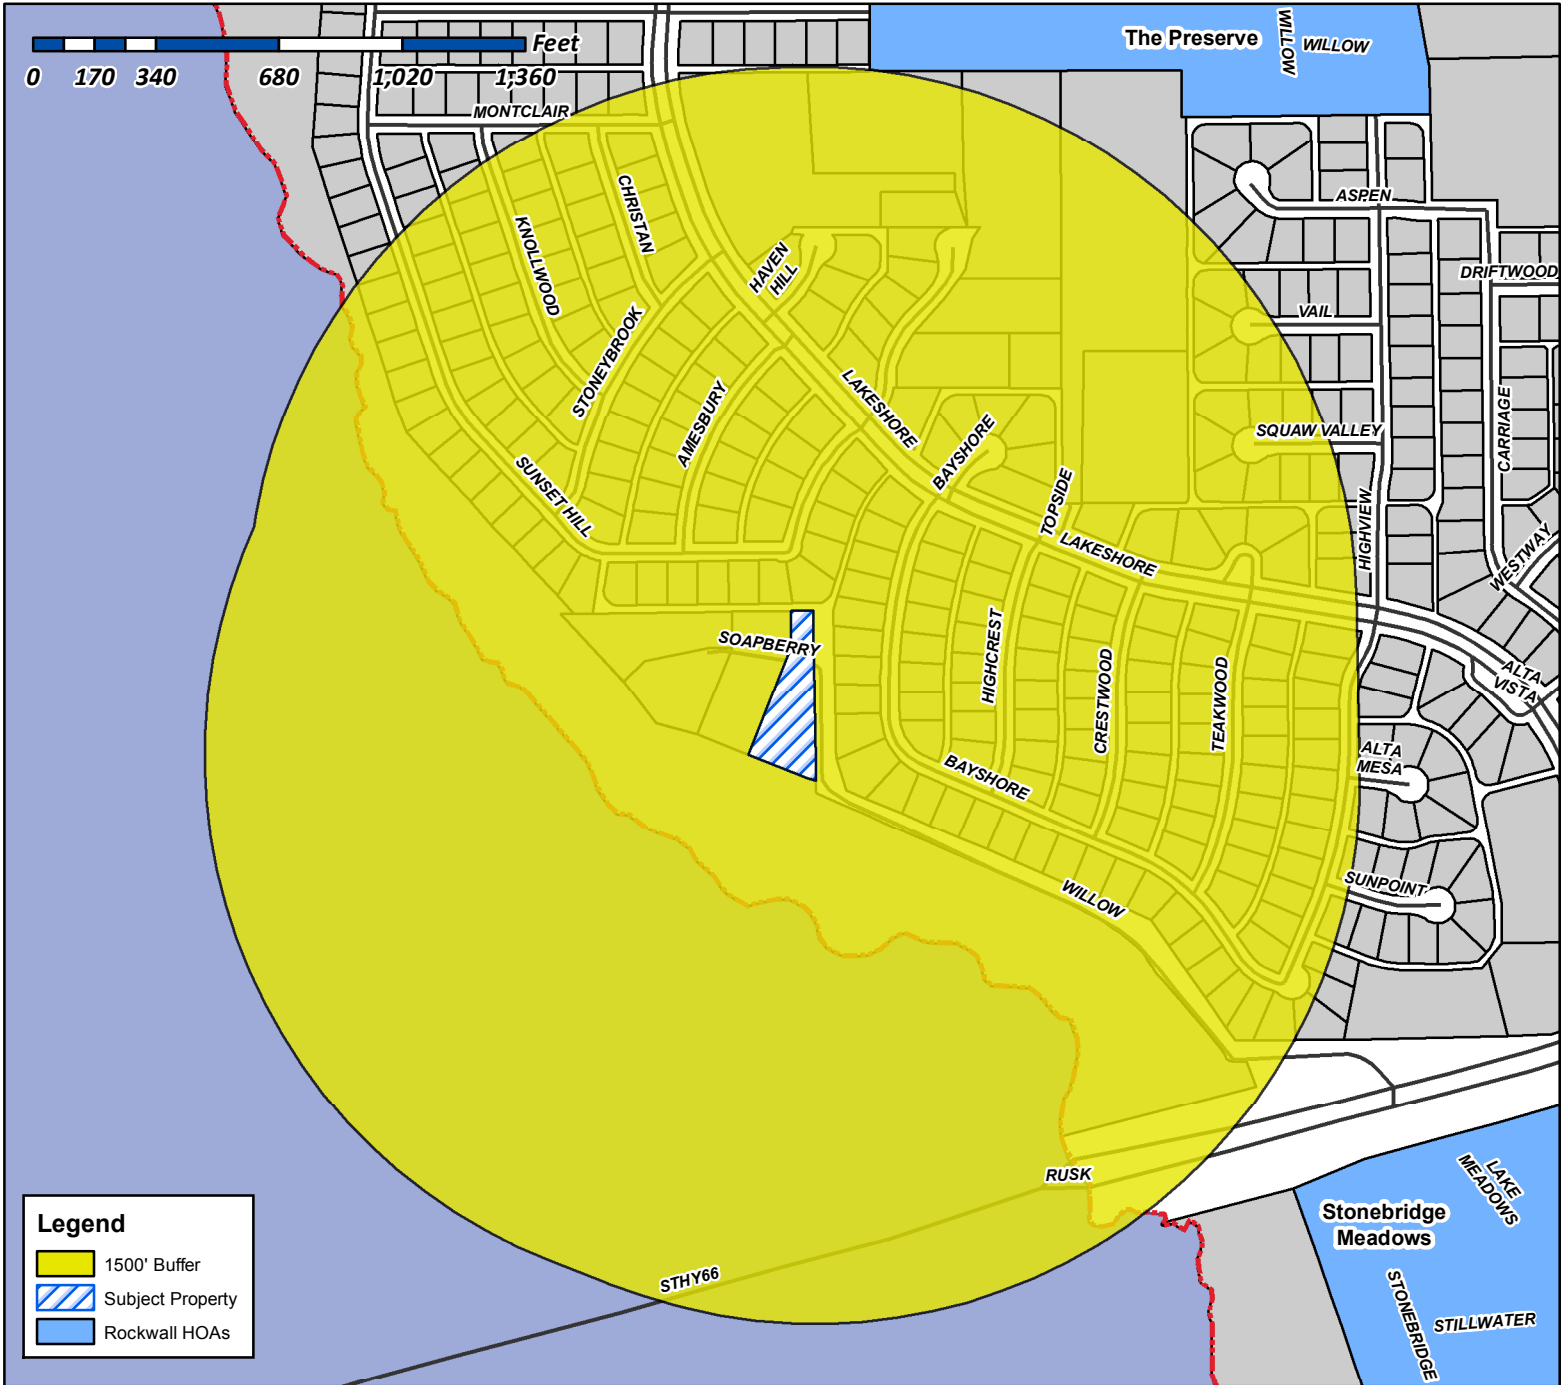 Feet
0 170 340 680 1,020 1,360
The Preserve
WILLOW
WILLOW
MONTCLAIR
CHRISTAN
KNOLLWOOD
HAVEN
HILL
ASPEN
DRIFTWOOD
VAIL
STONEYBROOK
AMESBURY
LAKESHORE
BAYSHORE
SQUAW VALLEY
CARRIAGE
SUNSET HILL
TOPSIDE
LAKESHORE
HIGHVIEW
WESTWAY
SOAPBERRY
HIGHCREST
CRESTWOOD
TEAKWOOD
ALTA
VISTA
BAYSHORE
ALTA
MESA
WILLOW
SUNPOINT
RUSK
STHY66
LAKE
MEADOWS
Stonebridge
Meadows
STONEBRIDGE
STILLWATER
Legend
1500' Buffer
Subject Property
Rockwall HOAs